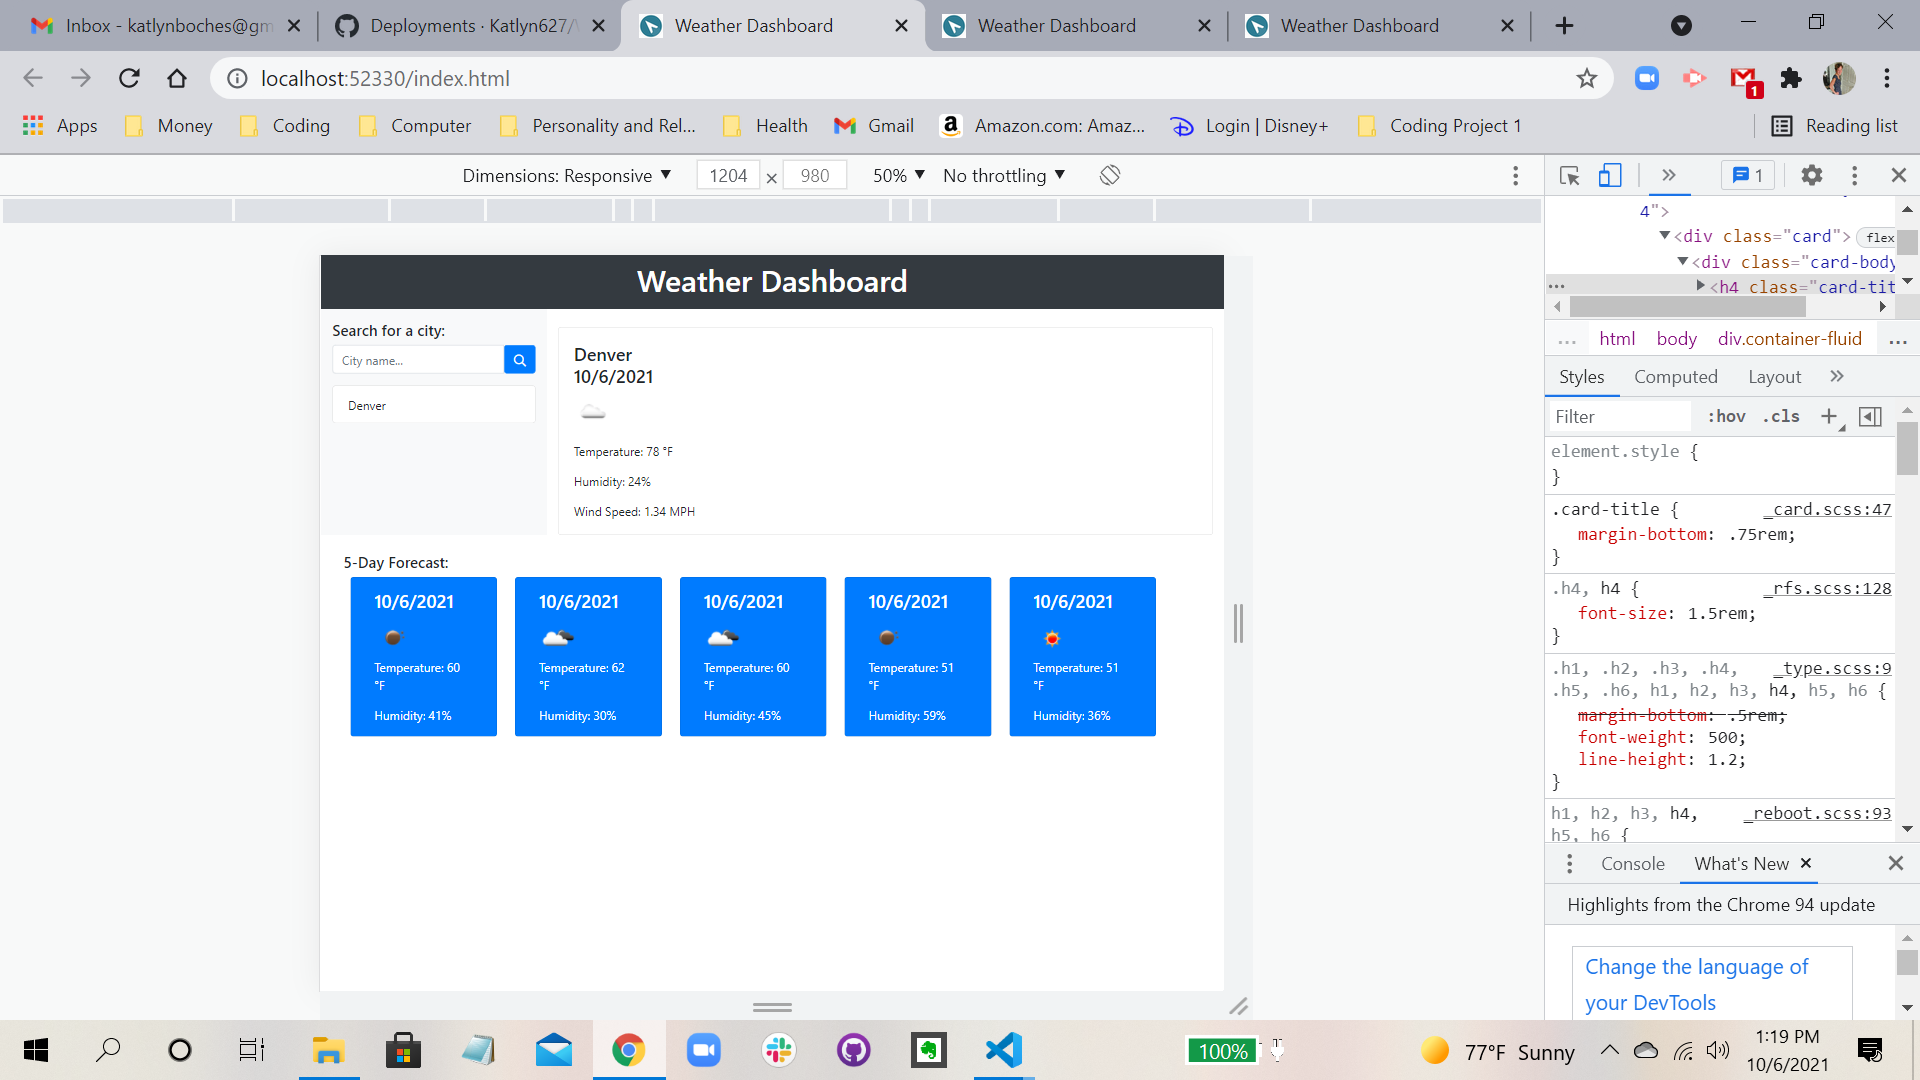 Inbox - katlynboches@gm
Deployments · Katlyn627/
Weather Dashboard
Weather Dashboard
Weather Dashboard
localhost:52330/index.html
1
Apps
Money
Coding
Computer
Personality and Rel...
Health
Gmail
Amazon.com: Amaz...
Login | Disney+
Coding Project 1
Reading list
Dimensions: Responsive
1204
×
980
50%
No throttling
1
4">
<div class="card">
flex
<div class="card-body
<h4 class="card-tit
...
html
body
div.container-fluid
...
Styles
Computed
Layout
Filter
:hov
.cls
element.style {
}
.card-title {
_card.scss:47
margin-bottom: .75rem;
}
.h4, h4 {
_rfs.scss:128
font-size: 1.5rem;
}
.h1, .h2, .h3, .h4,
_type.scss:9
.h5, .h6, h1, h2, h3, h4, h5, h6 {
margin-bottom: .5rem;
font-weight: 500;
line-height: 1.2;
}
h1, h2, h3, h4,
_reboot.scss:93
h5, h6 {
Console
What's New
Highlights from the Chrome 94 update
Change the language of
your DevTools
Weather Dashboard
Search for a city:
City name...
Denver
Denver
10/6/2021
Temperature: 78 °F
Humidity: 24%
Wind Speed: 1.34 MPH
5-Day Forecast:
10/6/2021
Temperature: 60
°F
Humidity: 41%
10/6/2021
Temperature: 62
°F
Humidity: 30%
10/6/2021
Temperature: 60
°F
Humidity: 45%
10/6/2021
Temperature: 51
°F
Humidity: 59%
10/6/2021
Temperature: 51
°F
Humidity: 36%
100%
77°F Sunny
1:19 PM
10/6/2021